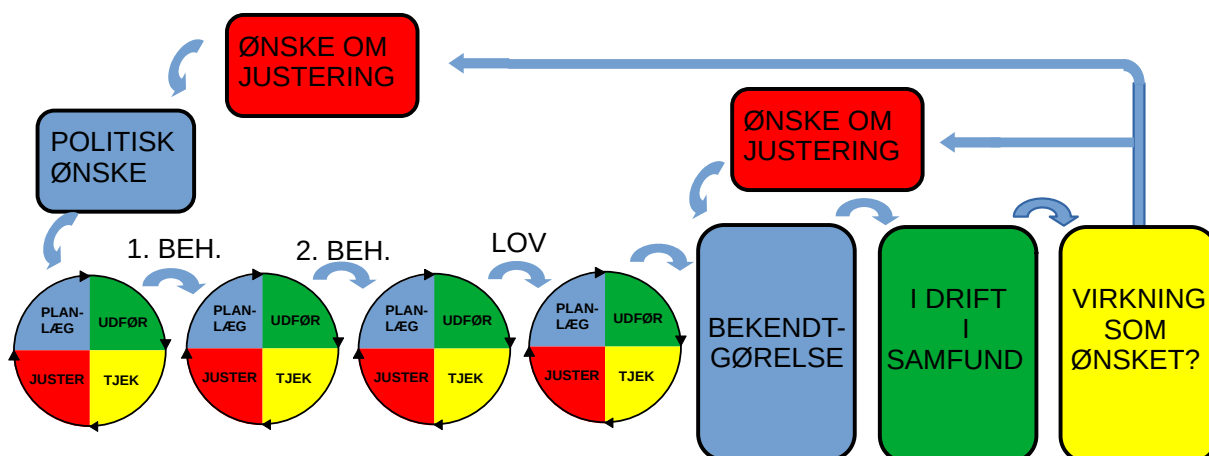 ØNSKE OM
JUSTERING
POLITISK
ØNSKE
ØNSKE OM
JUSTERING
1. BEH.
2. BEH.
LOV
PLAN-
LÆG
UDFØR
JUSTER
TJEK
PLAN-
LÆG
UDFØR
JUSTER
TJEK
PLAN-
LÆG
UDFØR
JUSTER
TJEK
PLAN-
LÆG
UDFØR
JUSTER
TJEK
BEKENDT-
GØRELSE
I DRIFT
I
SAMFUND
VIRKNING
SOM
ØNSKET?